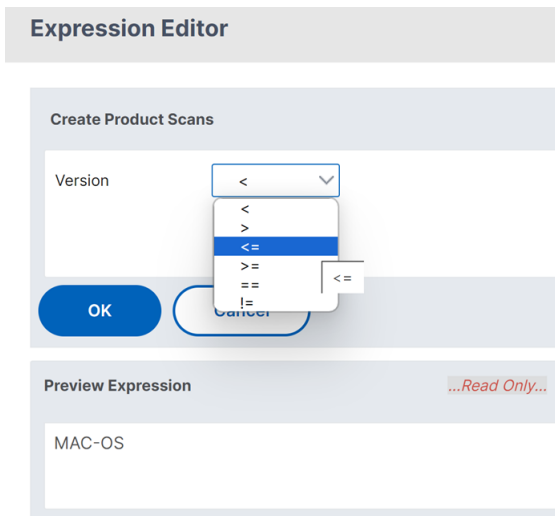 Expression Editor
Create Product Scans
Version
<
<
>
<=
>=
==
!=
<=
OK
Cancel
Preview Expression
...Read Only...
MAC-OS